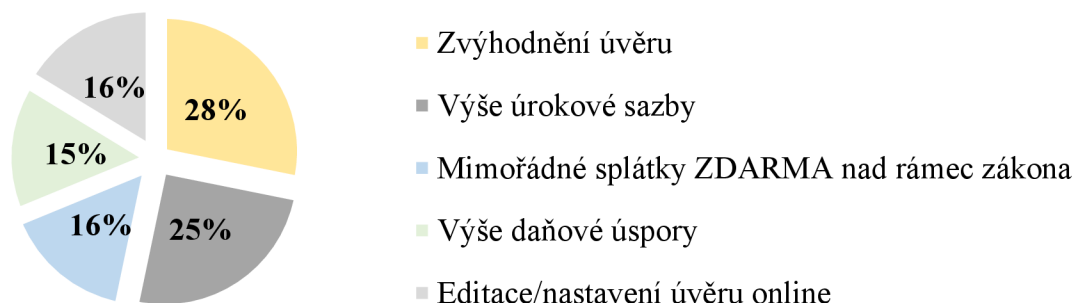 16%
28%
15%
16%
25%
Zvýhodnění úvěru
Výše úrokové sazby
Mimořádné splátky ZDARMA nad rámec zákona
Výše daňové úspory
Editace/nastavení úvěru online